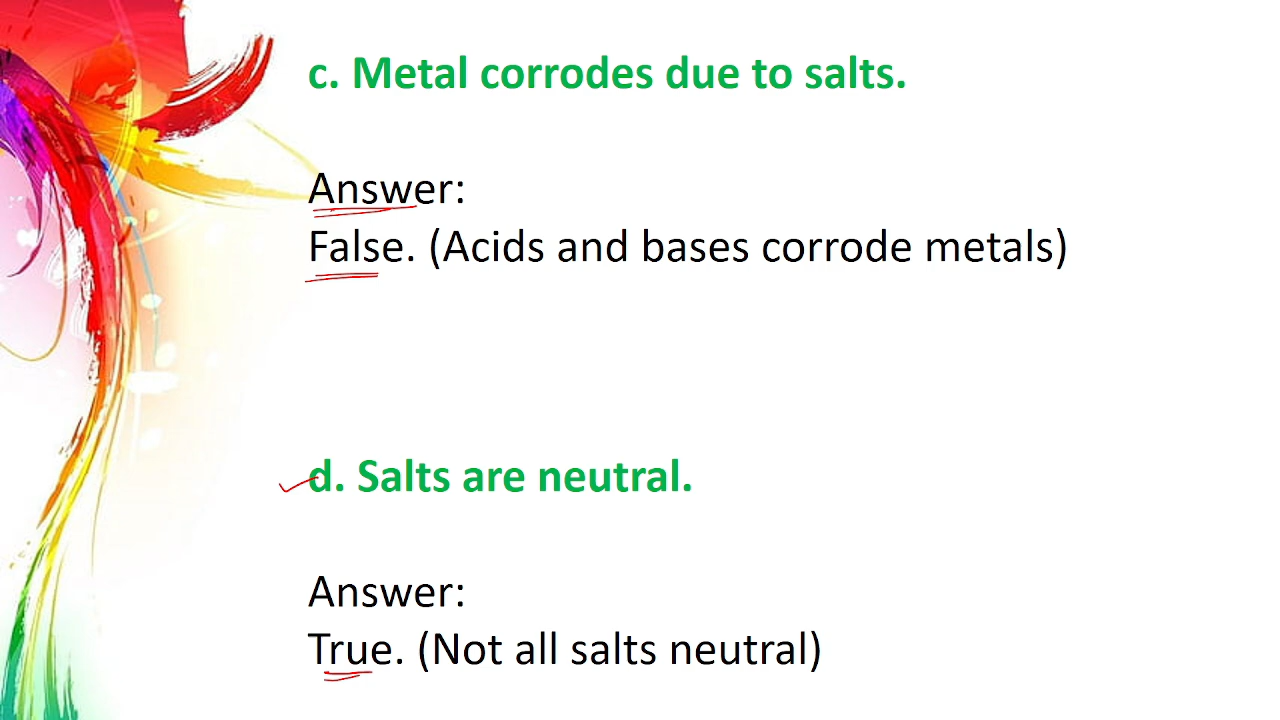 c. Metal corrodes due to salts.
Answer:
False. (Acids and bases corrode metals)
d. Salts are neutral.
Answer:
True. (Not all salts neutral)